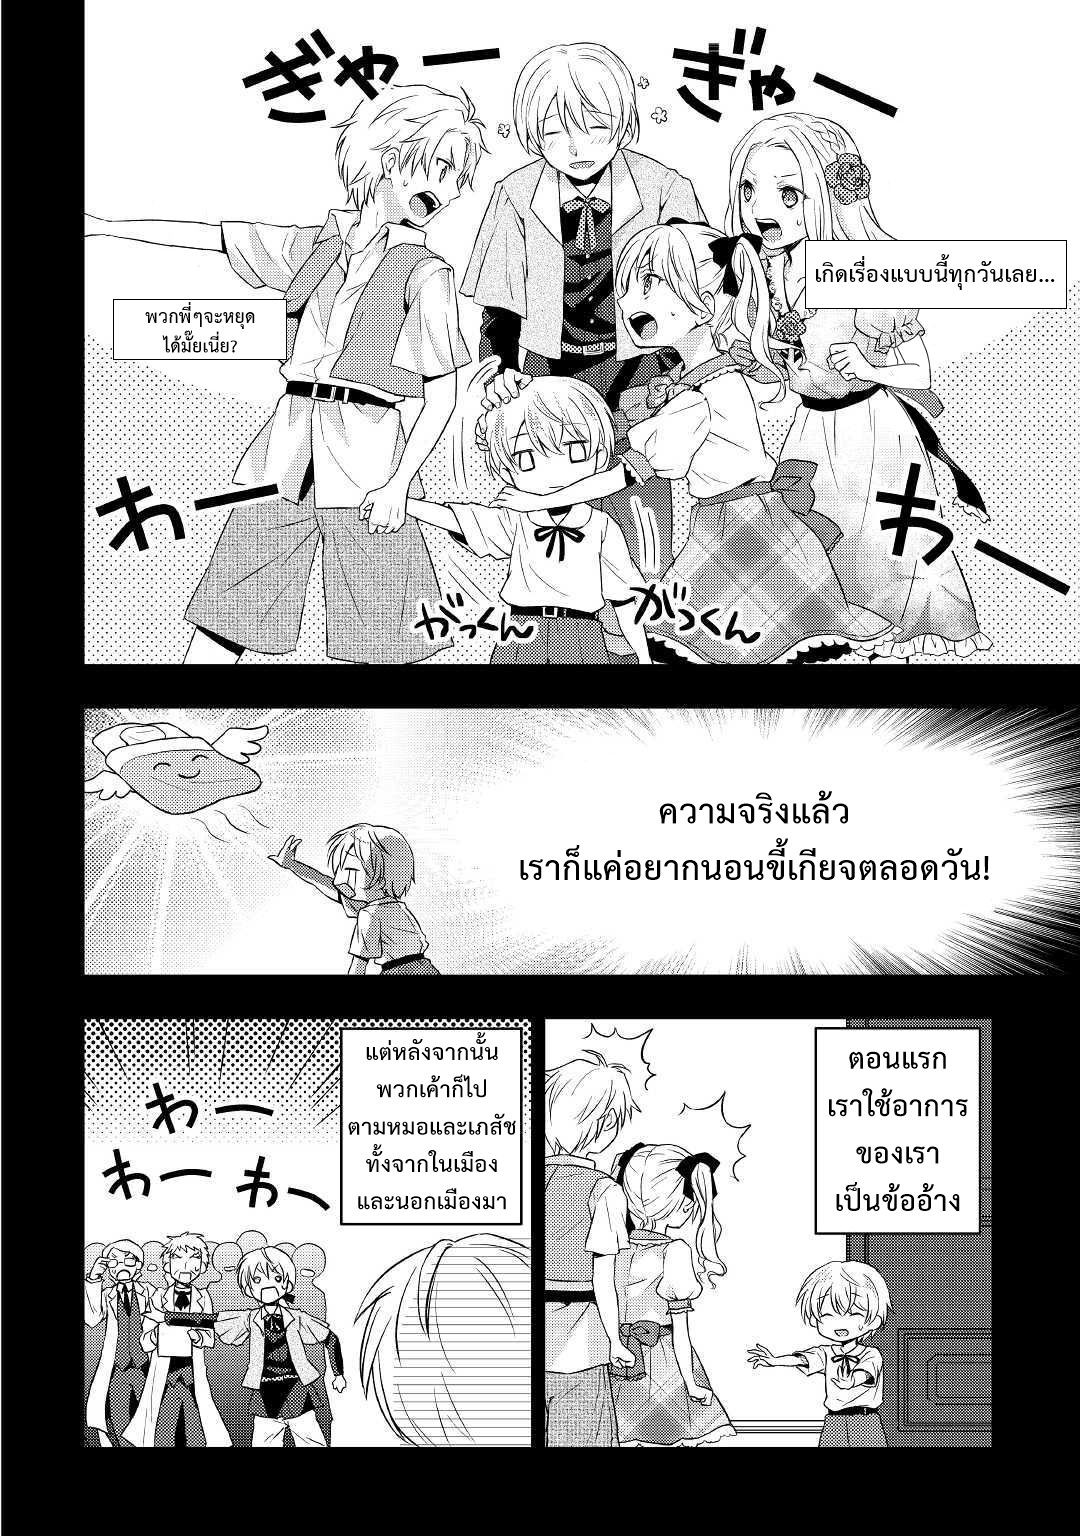 ぎゃー
ぎゃー
เกิดเรื่องแบบนี้ทุกวันเลย...
พวกพี่ๆจะหยุด
ได้มั๊ยเนี่ย?
わー
わー
がっくん
がっくん
ความจริงแล้ว
เราก็แค่อยากนอนขี้เกียจตลอดวัน!
ตอนแรก
เราใช้อาการ
ของเรา
เป็นข้ออ้าง
แต่หลังจากนั้น
พวกเค้าก็ไป
ตามหมอและเภสัช
ทั้งจากในเมือง
และนอกเมืองมา
わー
わー
わー